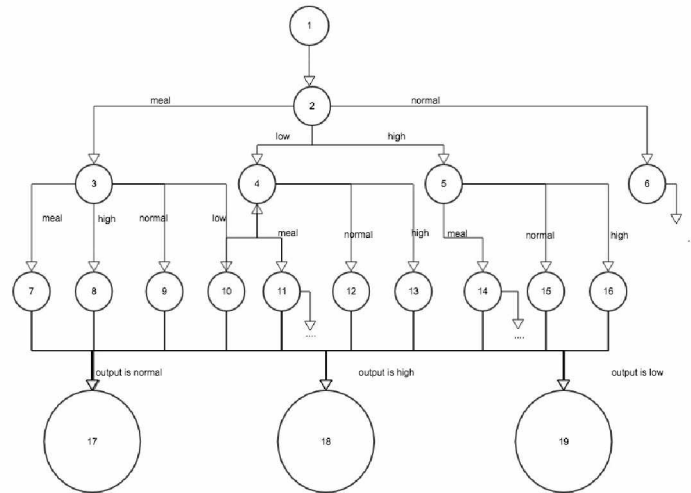 1
meal
2
normal
low
high
3
4
5
6
meal
high
normal
low
meal
normal
high
meal
normal
high
7
8
9
10
11
12
13
14
15
16
....
....
output is normal
output is high
output is low
17
18
19